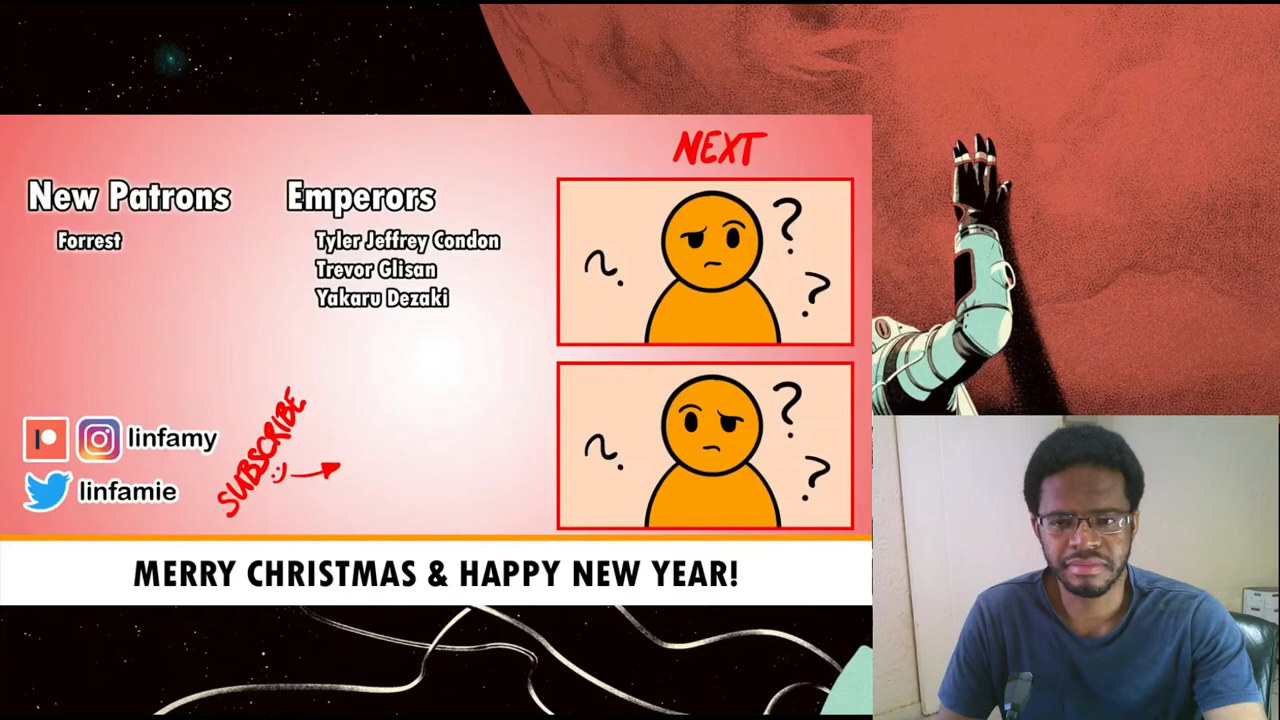 NEXT
New Patrons
Forrest
Emperors
Tyler Jeffrey Condon
Trevor Glisan
Yakaru Dezaki
? ? ?
? ? ?
linfamy
linfamie
SUBSCRIBE
MERRY CHRISTMAS & HAPPY NEW YEAR!